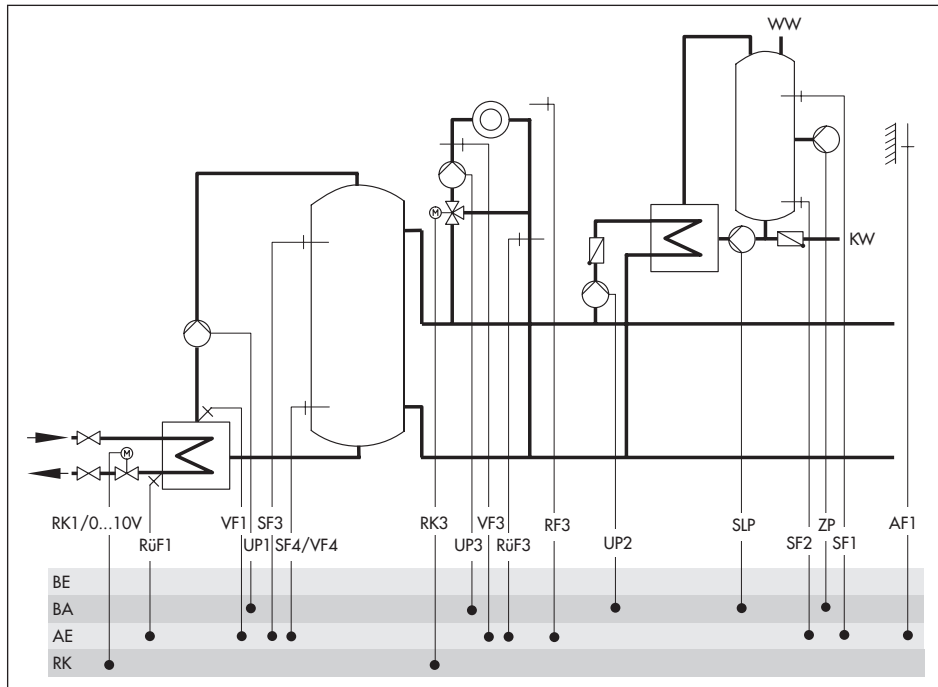 WW
M
KW
M
RK1/0...10V VF1 SF3 RK3 VF3 RF3 SLP ZP AF1
RüF1 UP1 SF4/VF4 UP3 RüF3 UP2 SF2 SF1
BE
BA
AE
RK